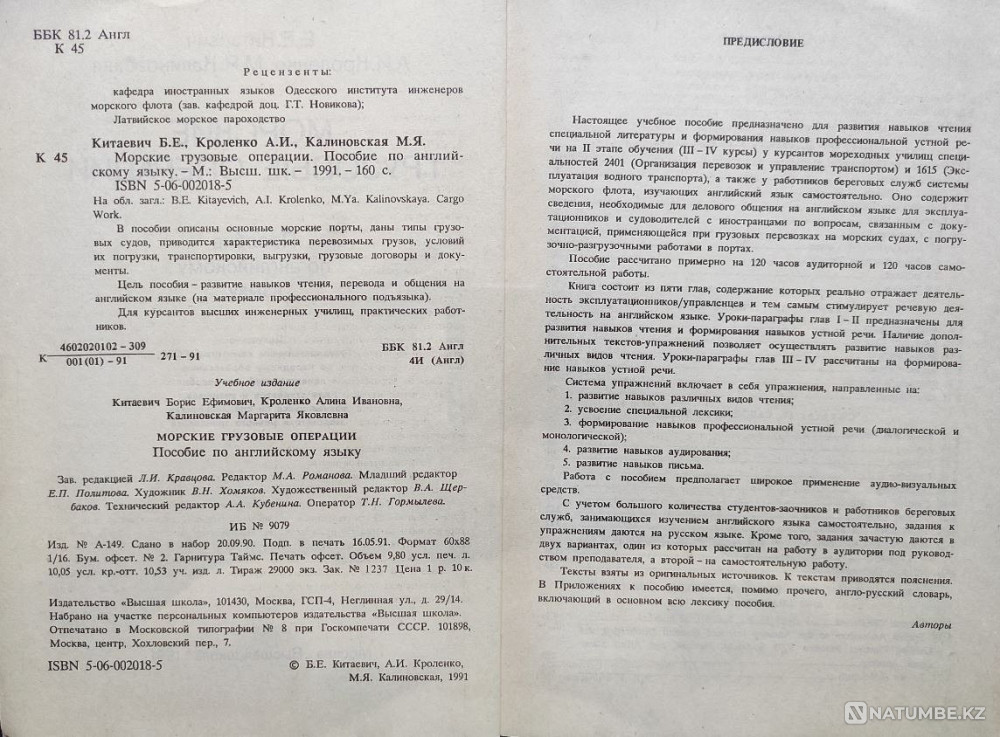 ББК 81.2 Англ
К 45
Рецензенты:
кафедра иностранных языков Одесского института инженеров
морского флота (зав. кафедрой доц. Г.Т. Новикова);
Латвийское морское пароходство
Китаевич Б.Е., Кроленко А.И., Калиновская М.Я.
К 45 Морские грузовые операции. Пособие по англий-
скому языку. – М.: Высш. шк. – 1991. – 160 с.
ISBN 5-06-002018-5
На об. загл.: B.E. Kitayevich, A.I. Krolenko, M.Ya. Kalinovskaya. Cargo
Work.
В пособии описаны основные морские порты, даны типы грузо-
вых судов, приводится характеристика перевозимых грузов, условий
их погрузки, транспортировки, выгрузки, грузовые договоры и доку-
менты.
Цель пособия – развитие навыков чтения, перевода и общения на
английском языке (на материале профессионального подъязыка).
Для курсантов высших инженерных училищ, практических работ-
ников.
К 4602020102 – 309 / 001(01) – 91 271 – 91
ББК 81.2 Англ
4И (Англ)
Учебное издание
Китаевич Борис Ефимович, Кроленко Алина Ивановна,
Калиновская Маргарита Яковлевна
МОРСКИЕ ГРУЗОВЫЕ ОПЕРАЦИИ
Пособие по английскому языку
Зав. редакцией Л.И. Кравцова. Редактор М.А. Романова. Младший редактор
Е.П. Политова. Художник В.Н. Хомяков. Художественный редактор В.А. Щер-
баков. Технический редактор А.А. Кубенина. Оператор Т.Н. Гормылева.
ИБ № 9079
Изд. № А-149. Сдано в набор 20.09.90. Подп. в печать 16.05.91. Формат 60х88
1/16. Бум. офсет. № 2. Гарнитура Таймс. Печать офсет. Объем 9,80 усл. печ. л.
10,05 усл. кр.-отт. 10,53 уч. изд. л. Тираж 29000 экз. Зак. № 1237 Цена 1 р. 10 к.
Издательство «Высшая школа», 101430, Москва, ГСП-4, Неглинная ул., д. 29/14.
Набрано на участке персональных компьютеров издательства «Высшая школа».
Отпечатано в Московской типографии № 8 при Госкомпечати СССР. 101898,
Москва, центр, Хохловский пер., 7.
ISBN 5-06-002018-5
© Б.Е. Китаевич, А.И. Кроленко,
М.Я. Калиновская, 1991
ПРЕДИСЛОВИЕ
Настоящее учебное пособие предназначено для развития навыков чтения
специальной литературы и формирования навыков профессиональной устной ре-
чи на II этапе обучения (III – IV курсы) у курсантов мореходных училищ специ-
альностей 2401 (Организация перевозок и управление транспортом) и 1615 (Экс-
плуатация водного транспорта), а также у работников береговых служб системы
морского флота, изучающих английский язык самостоятельно. Оно содержит
сведения, необходимые для делового общения на английском языке для эксплуа-
тационников и судоводителей с иностранцами по вопросам, связанным с доку-
ментацией, применяющейся при грузовых перевозках на морских судах, с погру-
зочно-разгрузочными работами в портах.
Пособие рассчитано примерно на 120 часов аудиторной и 120 часов само-
стоятельной работы.
Книга состоит из пяти глав, содержание которых реально отражает деятель-
ность эксплуатационников/управленцев и тем самым стимулирует речевую дея-
тельность на английском языке. Уроки-параграфы глав I – II предназначены для
развития навыков чтения и формирования навыков устной речи. Наличие допол-
нительных текстов-упражнений позволяет осуществлять развитие навыков раз-
личных видов чтения. Уроки-параграфы глав III – IV рассчитаны на формирова-
ние навыков устной речи.
Система упражнений включает в себя упражнения, направленные на:
1. развитие навыков различных видов чтения;
2. усвоение специальной лексики;
3. формирование навыков профессиональной устной речи (диалогической и
монологической);
4. развитие навыков аудирования;
5. развитие навыков письма.
Работа с пособием предполагает широкое применение аудио-визуальных
средств.
С учетом большого количества студентов-заочников и работников береговых
служб, занимающихся изучением английского языка самостоятельно, задания к
упражнениям даются на русском языке. Кроме того, задания зачастую даются в
двух вариантах, один из которых рассчитан на работу в аудитории под руковод-
ством преподавателя, а второй – на самостоятельную работу.
Тексты взяты из оригинальных источников. К текстам приводятся пояснения.
В Приложениях к пособию имеется, помимо прочего, англо-русский словарь,
включающий в основном всю лексику пособия.
Авторы
NATUMBE.KZ